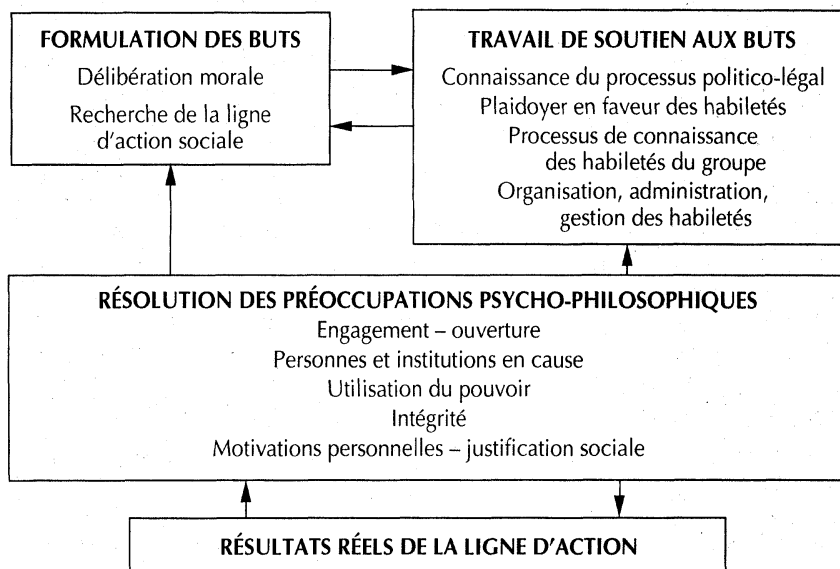 FORMULATION DES BUTS
Délibération morale
Recherche de la ligne
d'action sociale
TRAVAIL DE SOUTIEN AUX BUTS
Connaissance du processus politico-légal
Plaidoyer en faveur des habiletés
Processus de connaissance
des habiletés du groupe
Organisation, administration,
gestion des habiletés
RÉSOLUTION DES PRÉOCCUPATIONS PSYCHO-PHILOSOPHIQUES
Engagement – ouverture
Personnes et institutions en cause
Utilisation du pouvoir
Intégrité
Motivations personnelles – justification sociale
RÉSULTATS RÉELS DE LA LIGNE D'ACTION